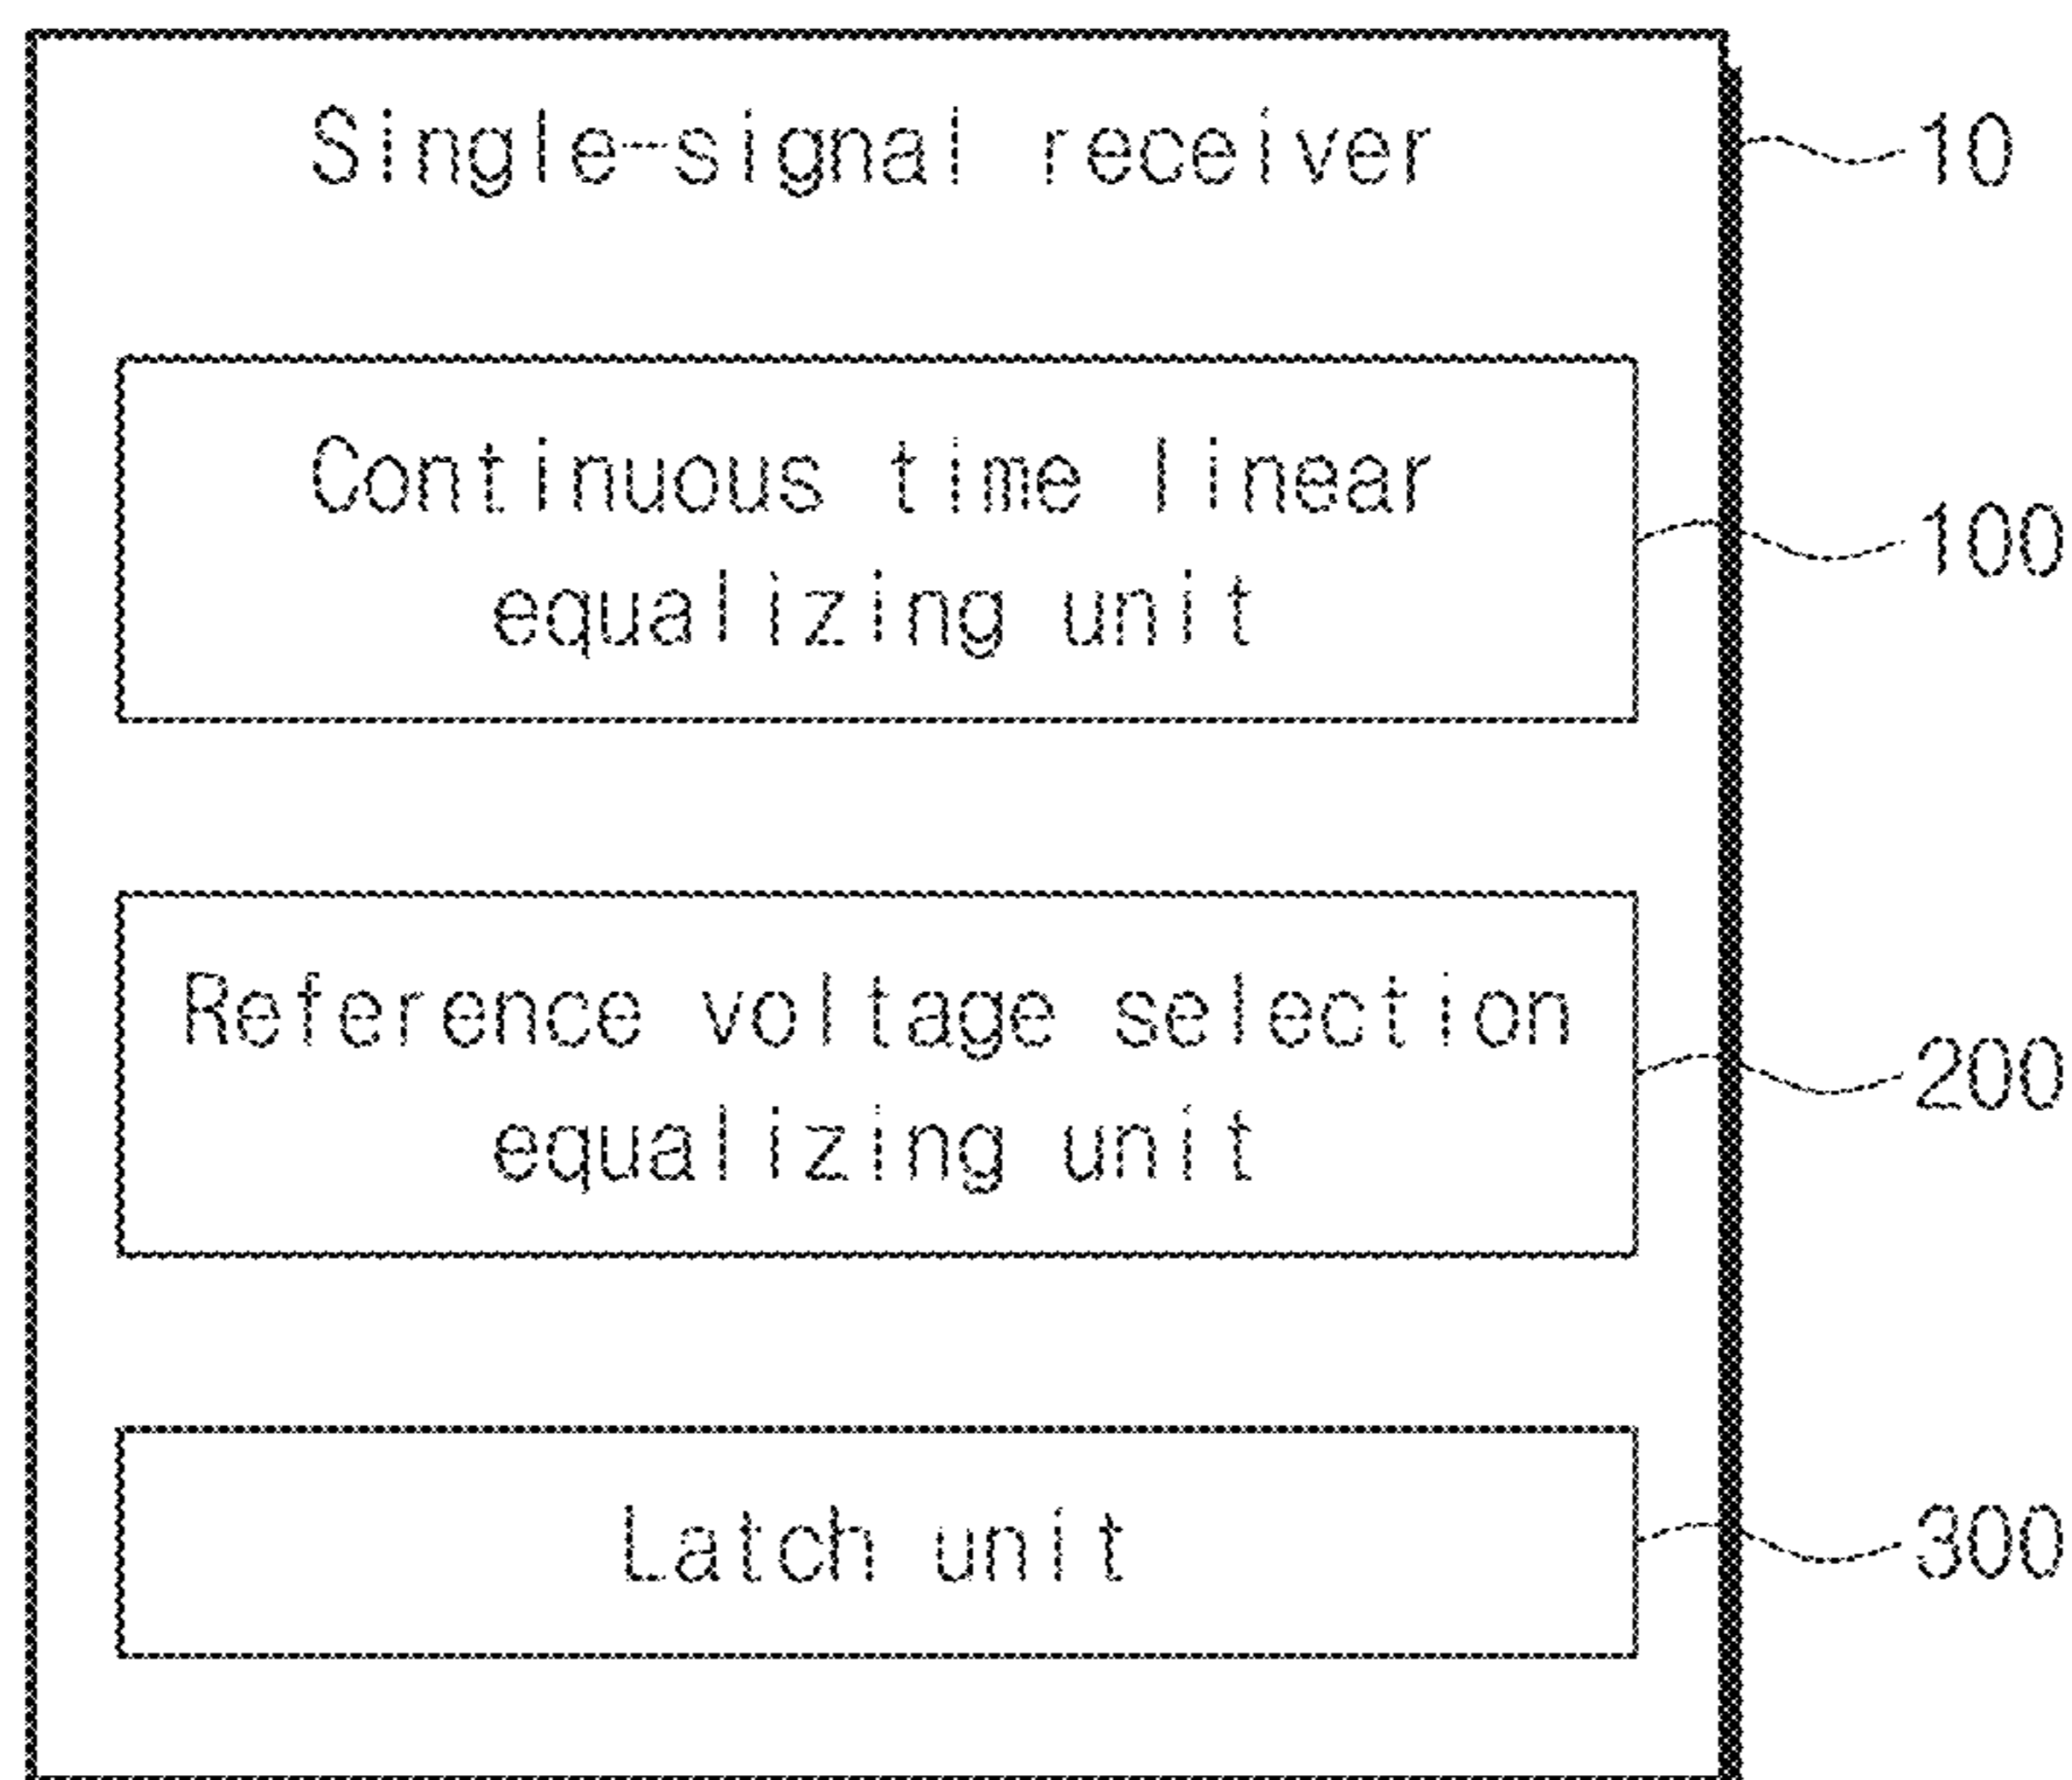 Single-signal receiver
10
Continuous time linear
equalizing unit
100
Reference voltage selection
equalizing unit
200
Latch unit
300